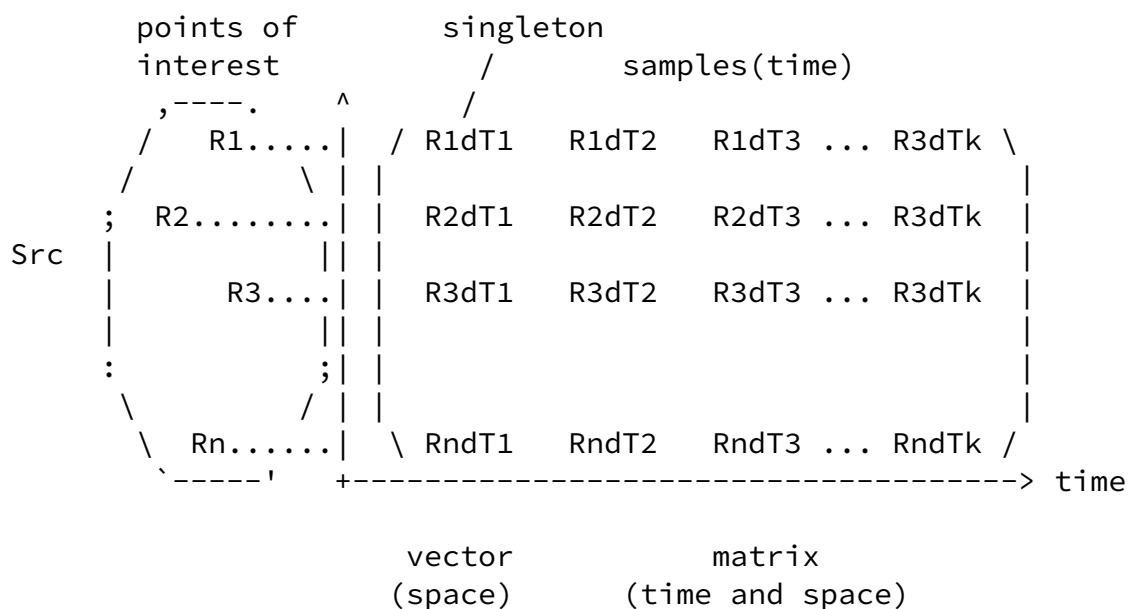 points of singleton
interest / samples(time)
,----. ^ /
/ R1.....| / R1dT1 R1dT2 R1dT3 ... R3dTk \
/ \ | | |
; R2........| | R2dT1 R2dT2 R2dT3 ... R3dTk |
Src | || | |
| R3....| | R3dT1 R3dT2 R3dT3 ... R3dTk |
| || | |
: ;| | |
\ / | | |
\ Rn......| \ RndT1 RndT2 RndT3 ... RndTk /
`-----' +-------------------------------------> time
vector matrix
(space) (time and space)